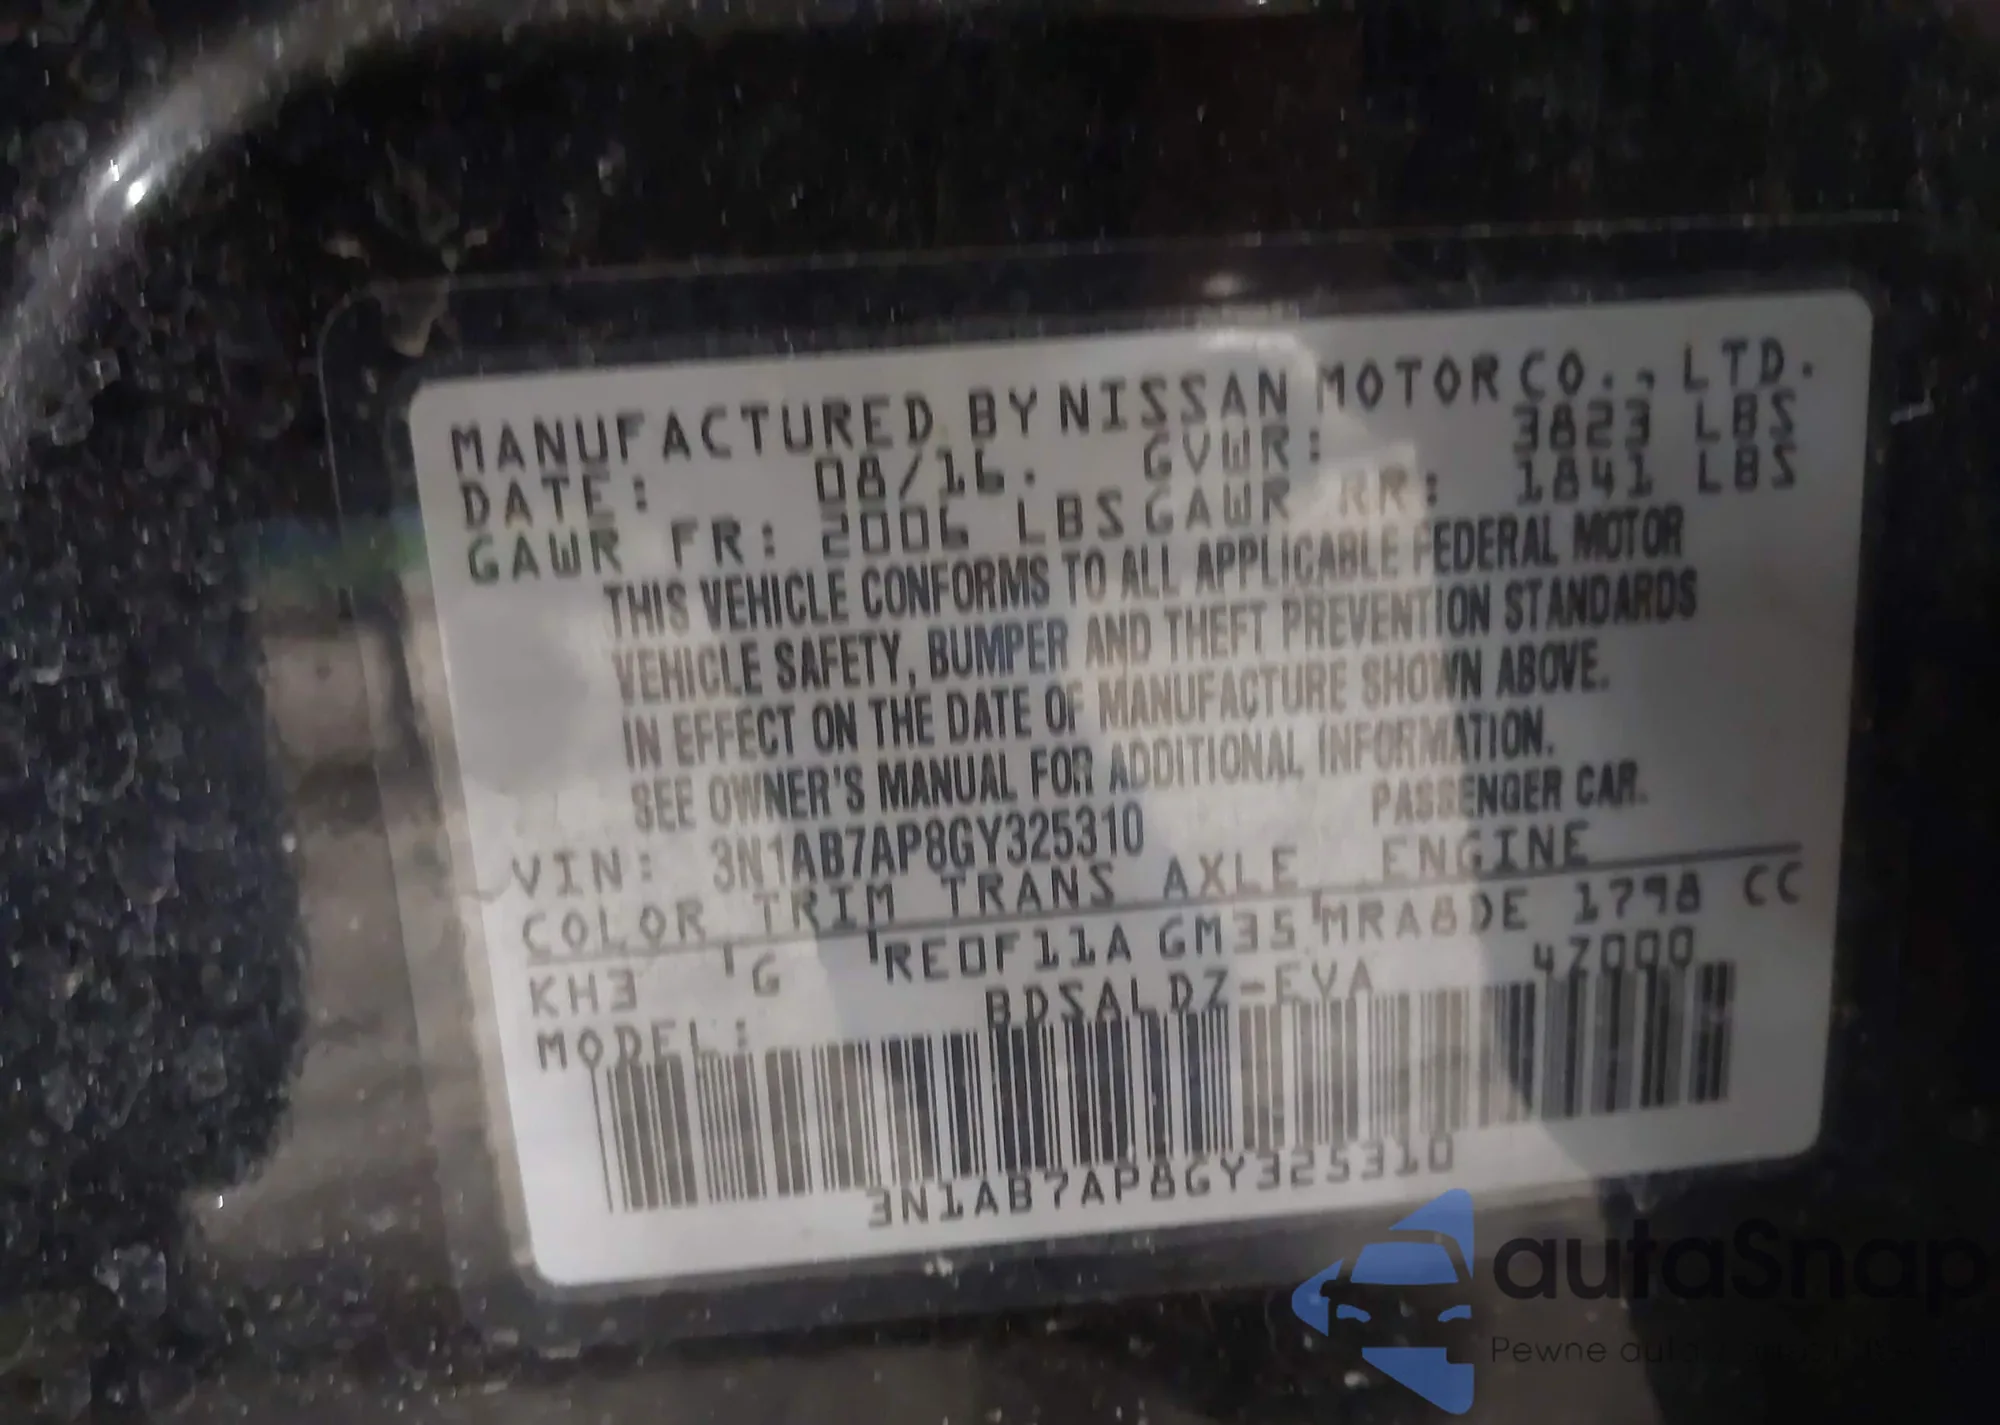 MANUFACTURED BY NISSAN MOTOR CO., LTD.
DATE: 08/16. GVWR: 3823 LBS
GAWR FR: 2006 LBS GAWR RR: 1841 LBS
THIS VEHICLE CONFORMS TO ALL APPLICABLE FEDERAL MOTOR
VEHICLE SAFETY, BUMPER AND THEFT PREVENTION STANDARDS
IN EFFECT ON THE DATE OF MANUFACTURE SHOWN ABOVE.
SEE OWNER'S MANUAL FOR ADDITIONAL INFORMATION.
PASSENGER CAR.
VIN: 3N1AB7AP8GY325310
COLOR TRIM TRANS AXLE ENGINE
KH3 G RE0F11A GM35 MRA8DE 1798 CC
MODEL: BDSALDZ-EVA 47000
3N1AB7AP8GY325310
autaSnap
Pewne auta